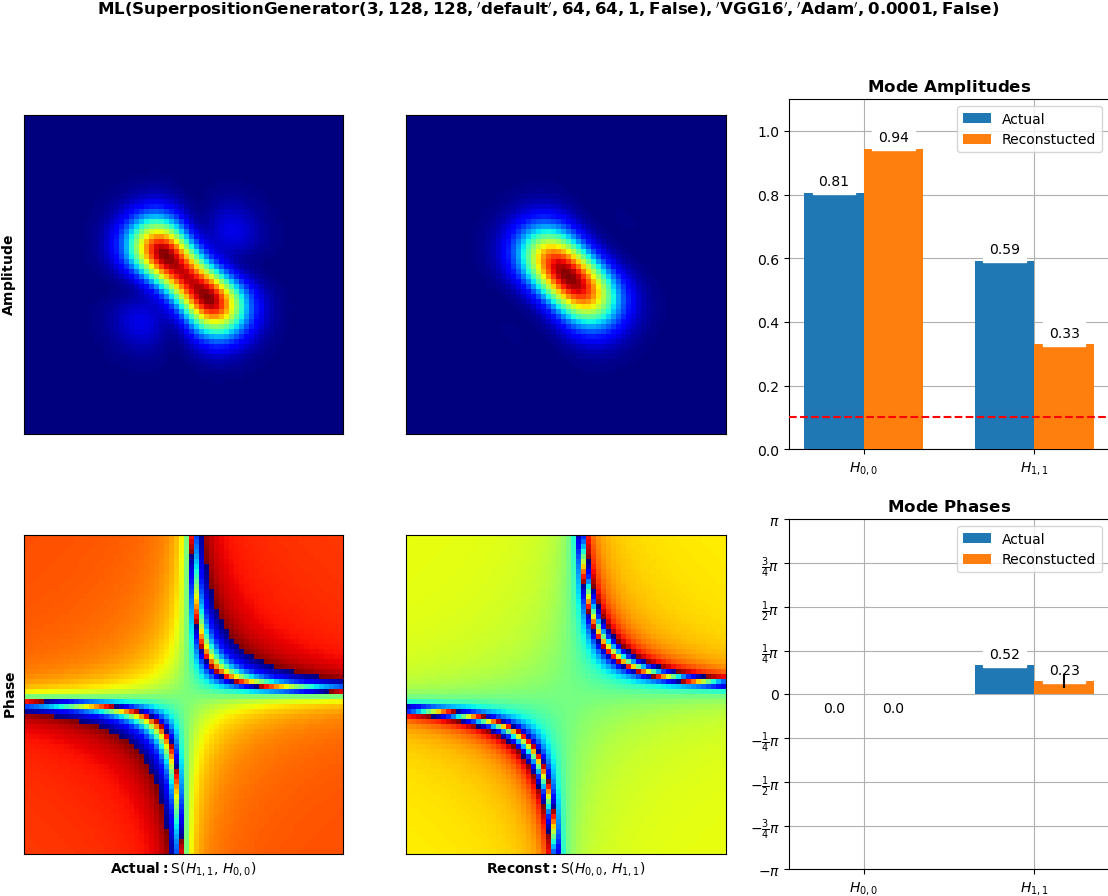 ML(SuperpositionGenerator(3, 128, 128, ′default′, 64, 64, 1, False), ′VGG16′, ′Adam′, 0.0001, False)
Amplitude
Mode Amplitudes
Actual
Reconstucted
0.81
0.94
0.59
0.33
1.0
0.8
0.6
0.4
0.2
0.0
H0,0
H1,1
Phase
Actual: S(H1,1, H0,0)
Reconst: S(H0,0, H1,1)
Mode Phases
Actual
Reconstucted
0.0
0.0
0.52
0.23
π
3/4π
1/2π
1/4π
0
−1/4π
−1/2π
−3/4π
−π
H0,0
H1,1